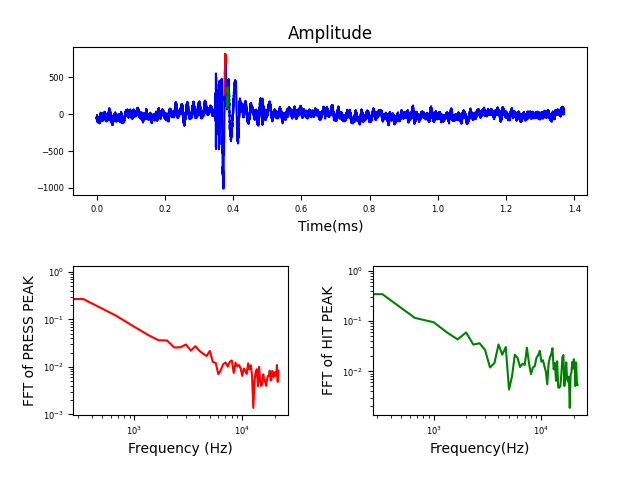 Amplitude
500
0
−500
−1000
0.0 0.2 0.4 0.6 0.8 1.0 1.2 1.4
Time(ms)
FFT of PRESS PEAK
10⁰
10⁻¹
10⁻²
10⁻³
10³ 10⁴
Frequency (Hz)
FFT of HIT PEAK
10⁰
10⁻¹
10⁻²
10³ 10⁴
Frequency(Hz)